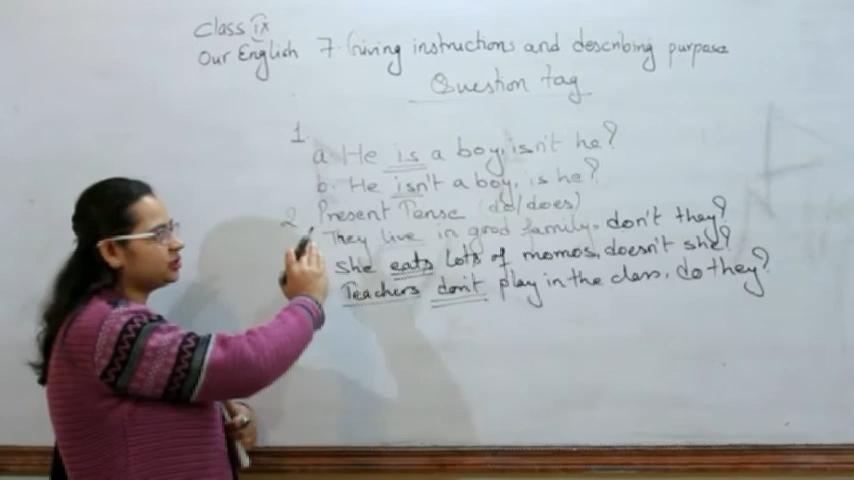 Class IX
Our English 7. Giving instructions and describing purpose
Question tag
1.
a. He is a boy, isn't he?
b. He isn't a boy, is he?
2. Present Tense (do/does)
They live in good family, don't they?
She eats lots of momos, doesn't she?
Teachers don't play in the class, do they?